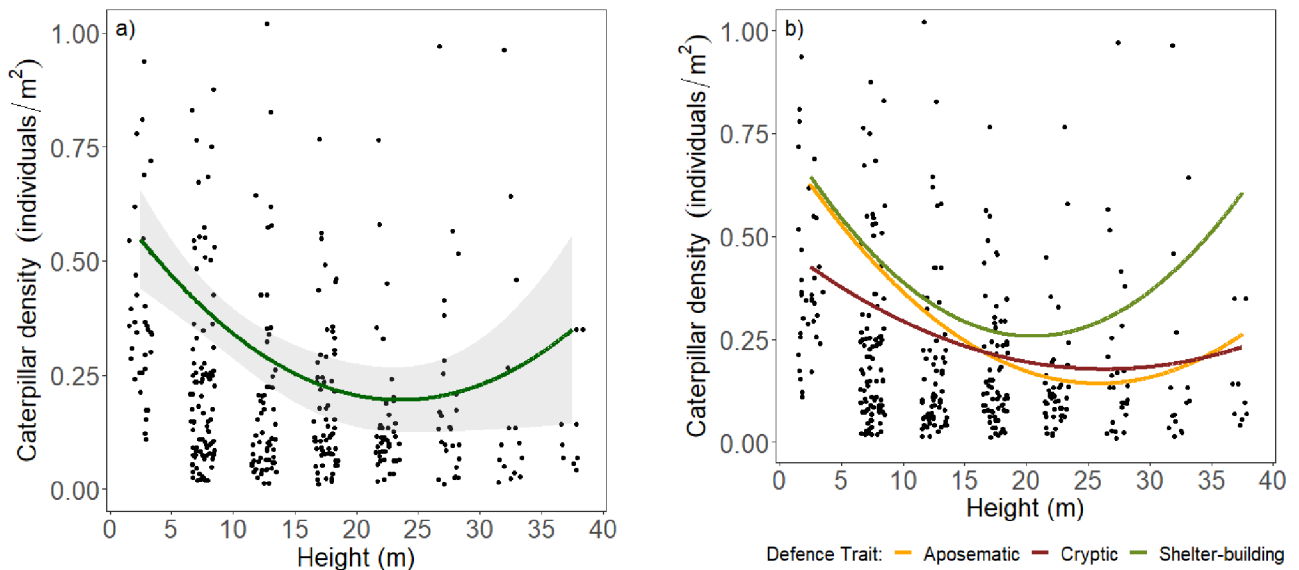 a)
Caterpillar density (individuals/m²)
1.00
0.75
0.50
0.25
0.00
0 5 10 15 20 25 30 35 40
Height (m)
b)
Caterpillar density (individuals/m²)
1.00
0.75
0.50
0.25
0.00
0 5 10 15 20 25 30 35 40
Height (m)
Defence Trait: Aposematic Cryptic Shelter-building